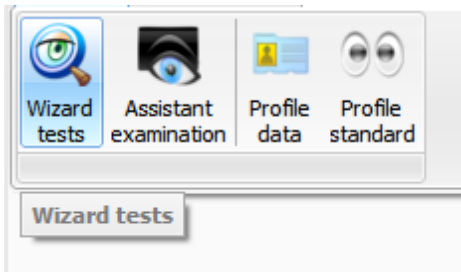 Wizard tests
Assistant examination
Profile data
Profile standard
Wizard tests